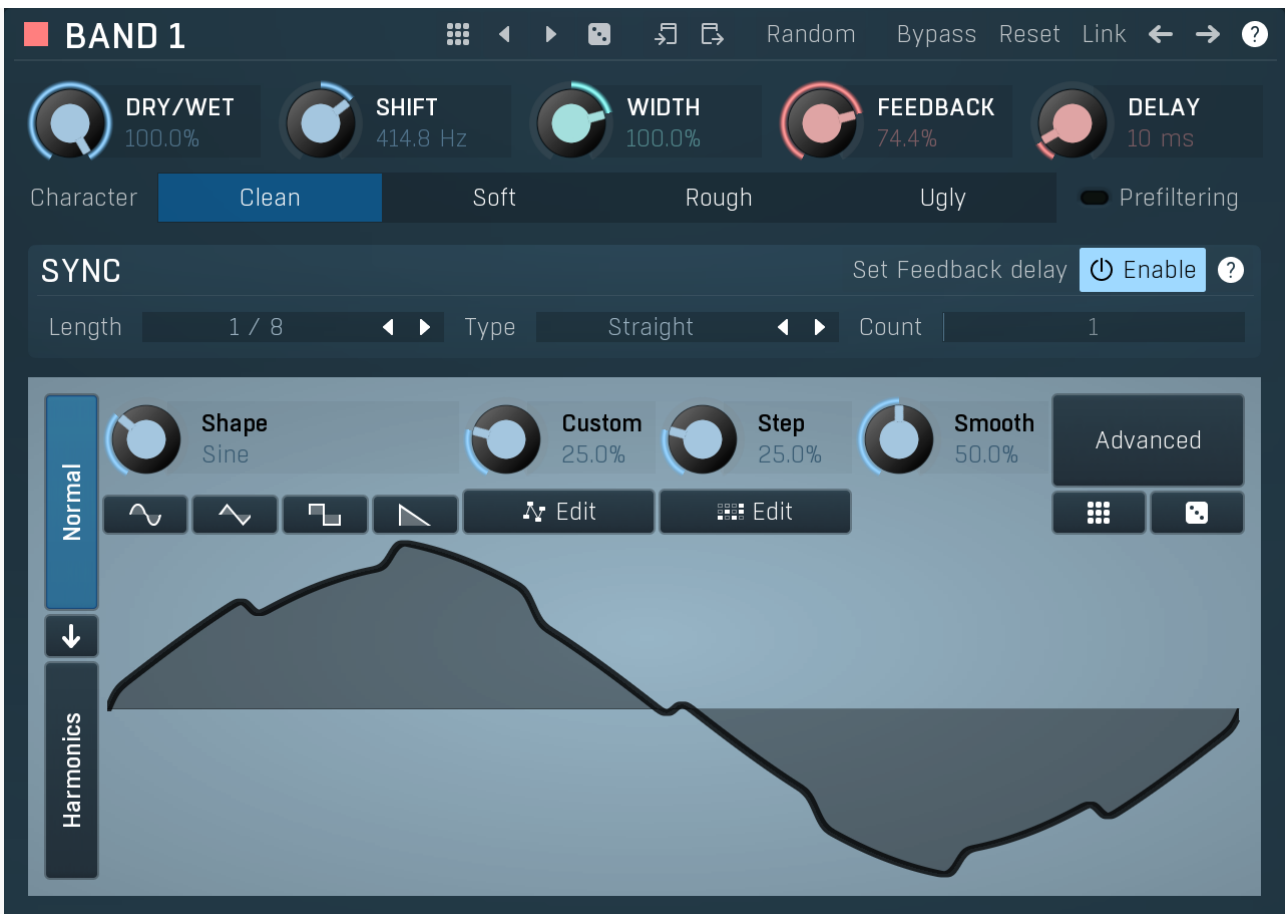 BAND 1 Random Bypass Reset Link ?
DRY/WET SHIFT WIDTH FEEDBACK DELAY
100.0% 414.8 Hz 100.0% 74.4% 10 ms
Character Clean Soft Rough Ugly Prefiltering
SYNC Set Feedback delay Enable ?
Length 1 / 8 Type Straight Count 1
Shape Custom Step Smooth
Sine 25.0% 25.0% 50.0%
Advanced
Normal
Edit Edit
Harmonics